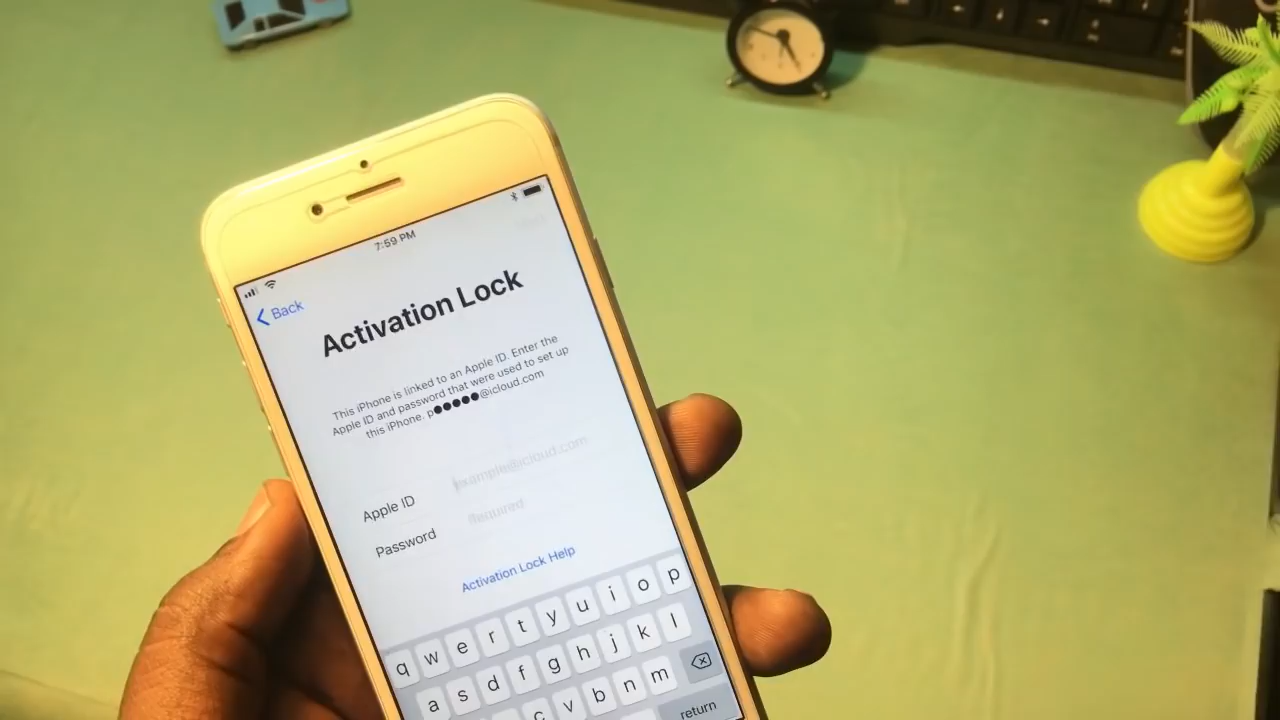 7:59 PM
Back
Activation Lock
This iPhone is linked to an Apple ID. Enter the
Apple ID and password that were used to set up
this iPhone. p●●●●●@icloud.com
Apple ID example@icloud.com
Password Required
Activation Lock Help
q w e r t y u i o p
a s d f g h j k l
c v b n m
return